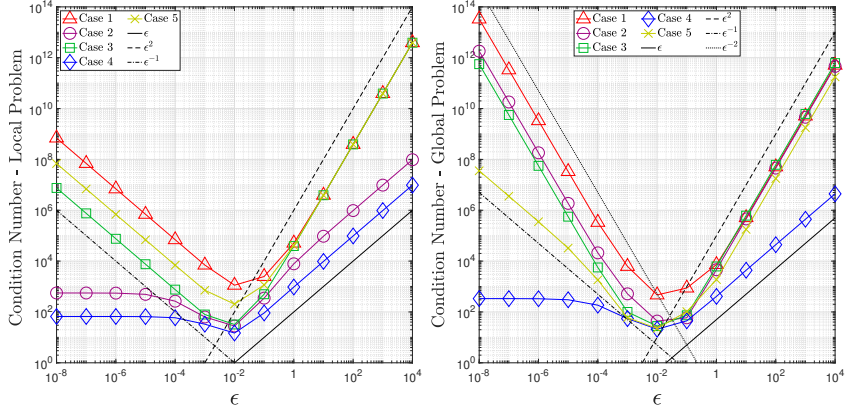 Condition Number - Local Problem
10^14
10^12
10^10
10^8
10^6
10^4
10^2
10^0
Case 1 Case 5
Case 2 ϵ
Case 3 ϵ^2
Case 4 ϵ^-1
10^-8 10^-6 10^-4 10^-2 1 10^2 10^4
ϵ
Condition Number - Global Problem
10^14
10^12
10^10
10^8
10^6
10^4
10^2
10^0
Case 1 Case 4 ϵ^2
Case 2 Case 5 ϵ^-1
Case 3 ϵ ϵ^-2
10^-8 10^-6 10^-4 10^-2 1 10^2 10^4
ϵ